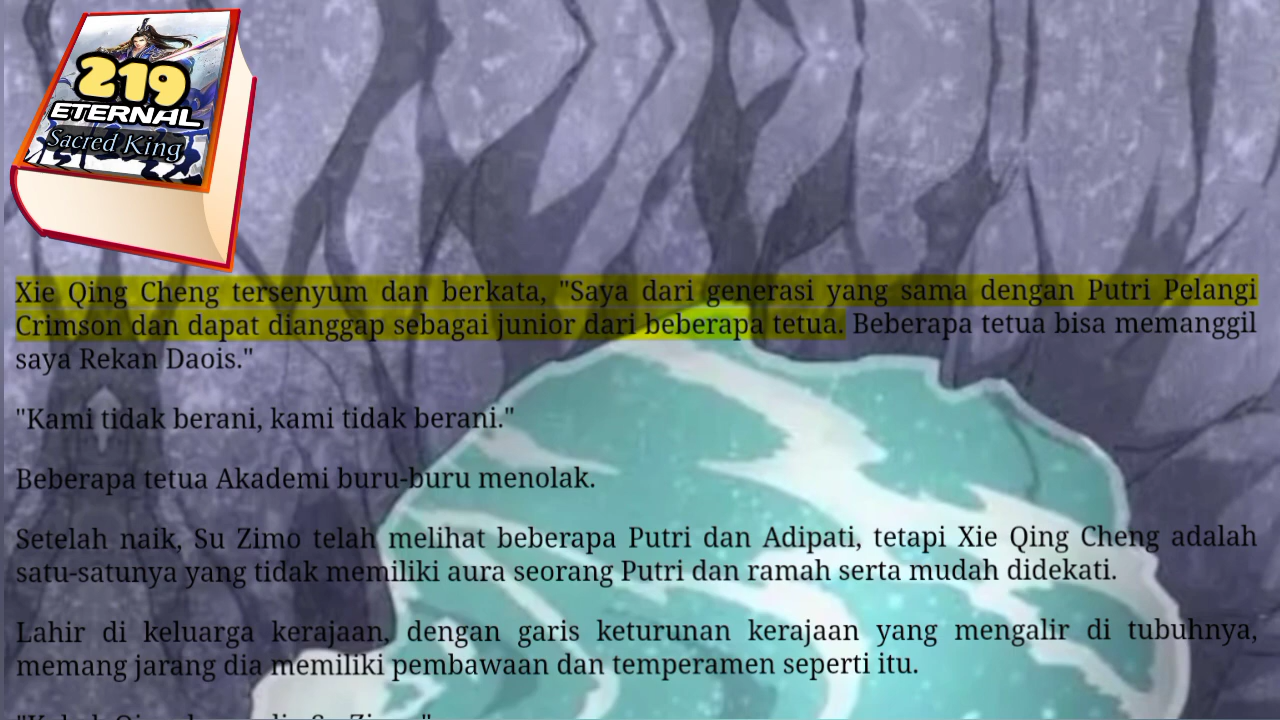 219
ETERNAL
Sacred King
Xie Qing Cheng tersenyum dan berkata, "Saya dari generasi yang sama dengan Putri Pelangi
Crimson dan dapat dianggap sebagai junior dari beberapa tetua. Beberapa tetua bisa memanggil
saya Rekan Daois."
"Kami tidak berani, kami tidak berani."
Beberapa tetua Akademi buru-buru menolak.
Setelah naik, Su Zimo telah melihat beberapa Putri dan Adipati, tetapi Xie Qing Cheng adalah
satu-satunya yang tidak memiliki aura seorang Putri dan ramah serta mudah didekati.
Lahir di keluarga kerajaan, dengan garis keturunan kerajaan yang mengalir di tubuhnya,
memang jarang dia memiliki pembawaan dan temperamen seperti itu.